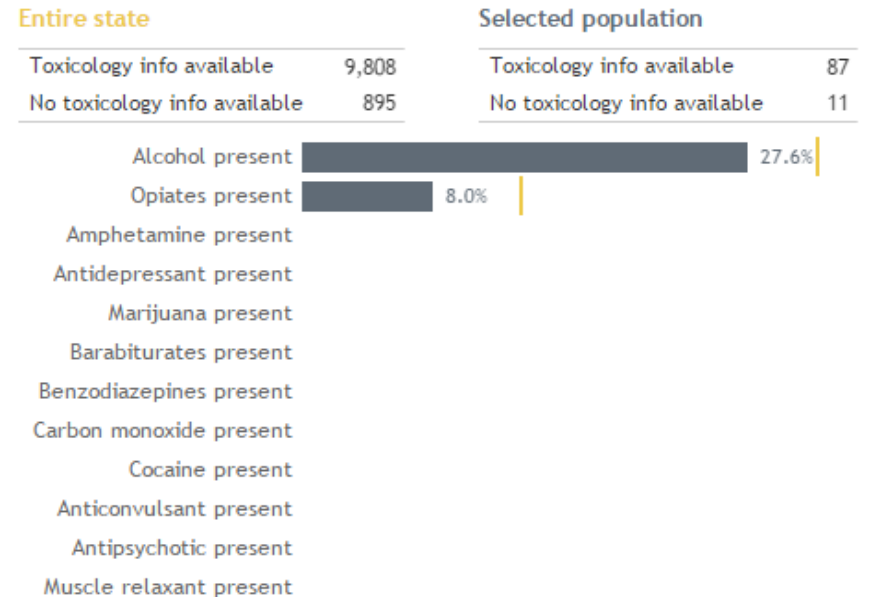 Entire state
Selected population
Toxicology info available 9,808
Toxicology info available 87
No toxicology info available 895
No toxicology info available 11
Alcohol present 27.6%
Opiates present 8.0%
Amphetamine present
Antidepressant present
Marijuana present
Barabiturates present
Benzodiazepines present
Carbon monoxide present
Cocaine present
Anticonvulsant present
Antipsychotic present
Muscle relaxant present